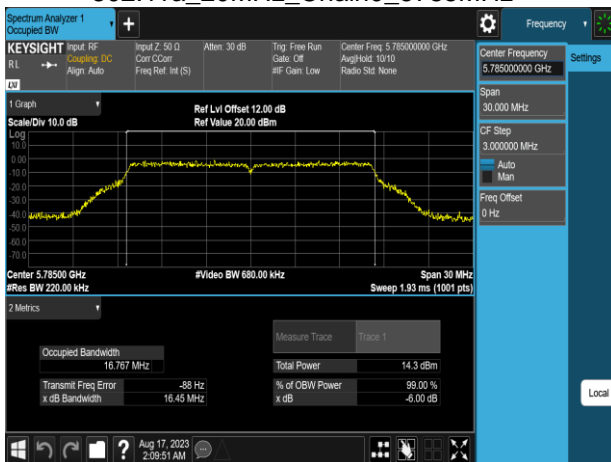 Spectrum Analyzer 1
Occupied BW
+
Frequency
KEYSIGHT
RL
Input: RF
Coupling: DC
Align: Auto
Input Z: 50 Ω
Corr CCorr
Freq Ref: Int (S)
Atten: 30 dB
Trig: Free Run
Gate: Off
#IF Gain: Low
Center Freq: 5.785000000 GHz
Avg|Hold: 10/10
Radio Std: None
LXI
Center Frequency
5.785000000 GHz
Settings
Span
30.000 MHz
CF Step
3.000000 MHz
Auto
Man
Freq Offset
0 Hz
1 Graph
Scale/Div 10.0 dB
Ref Lvl Offset 12.00 dB
Ref Value 20.00 dBm
Log
10.0
0.00
-10.0
-20.0
-30.0
-40.0
-50.0
-60.0
-70.0
Center 5.78500 GHz
#Video BW 680.00 kHz
Span 30 MHz
#Res BW 220.00 kHz
Sweep 1.93 ms (1001 pts)
2 Metrics
Measure Trace
Trace 1
Occupied Bandwidth
16.767 MHz
Total Power
14.3 dBm
Transmit Freq Error
-88 Hz
% of OBW Power
99.00 %
x dB Bandwidth
16.45 MHz
x dB
-6.00 dB
Local
?
Aug 17, 2023
2:09:51 AM